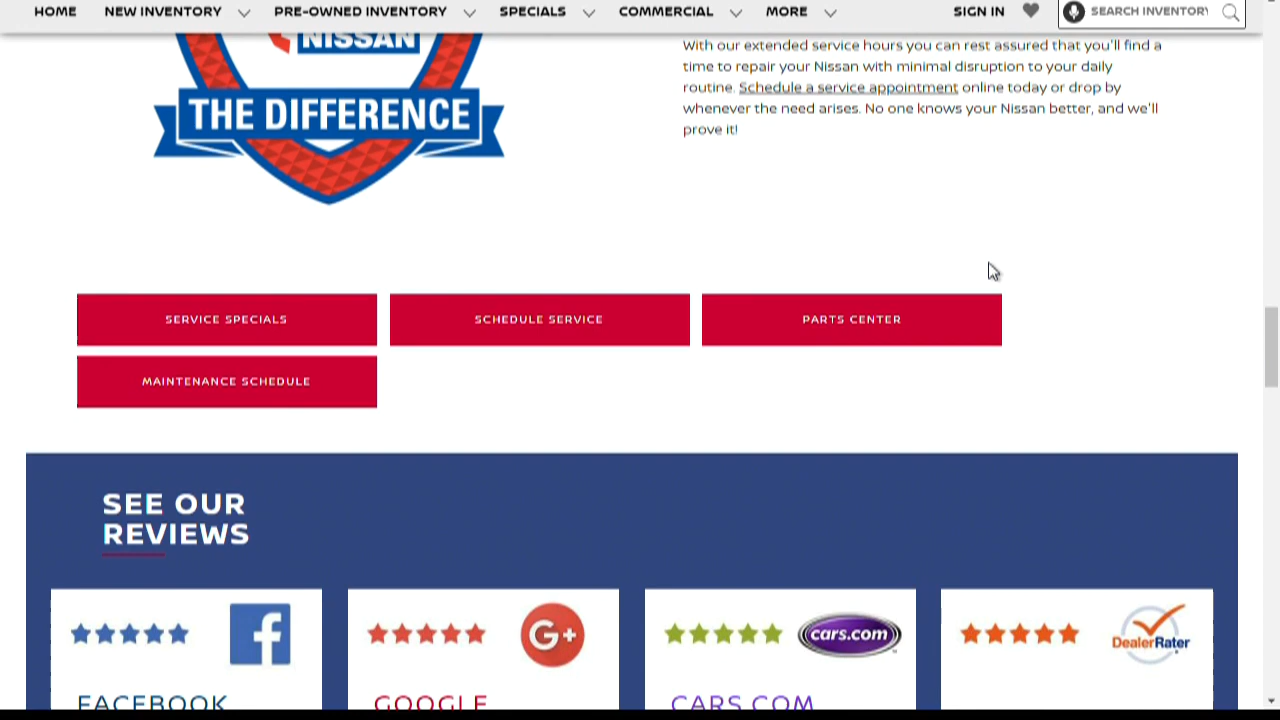 HOME NEW INVENTORY PRE-OWNED INVENTORY SPECIALS COMMERCIAL MORE SIGN IN SEARCH INVENTORY
NISSAN
THE DIFFERENCE
With our extended service hours you can rest assured that you'll find a
time to repair your Nissan with minimal disruption to your daily
routine. Schedule a service appointment online today or drop by
whenever the need arises. No one knows your Nissan better, and we'll
prove it!
SERVICE SPECIALS SCHEDULE SERVICE PARTS CENTER
MAINTENANCE SCHEDULE
SEE OUR
REVIEWS
f G+ cars.com DealerRater
FACEBOOK GOOGLE CARS.COM